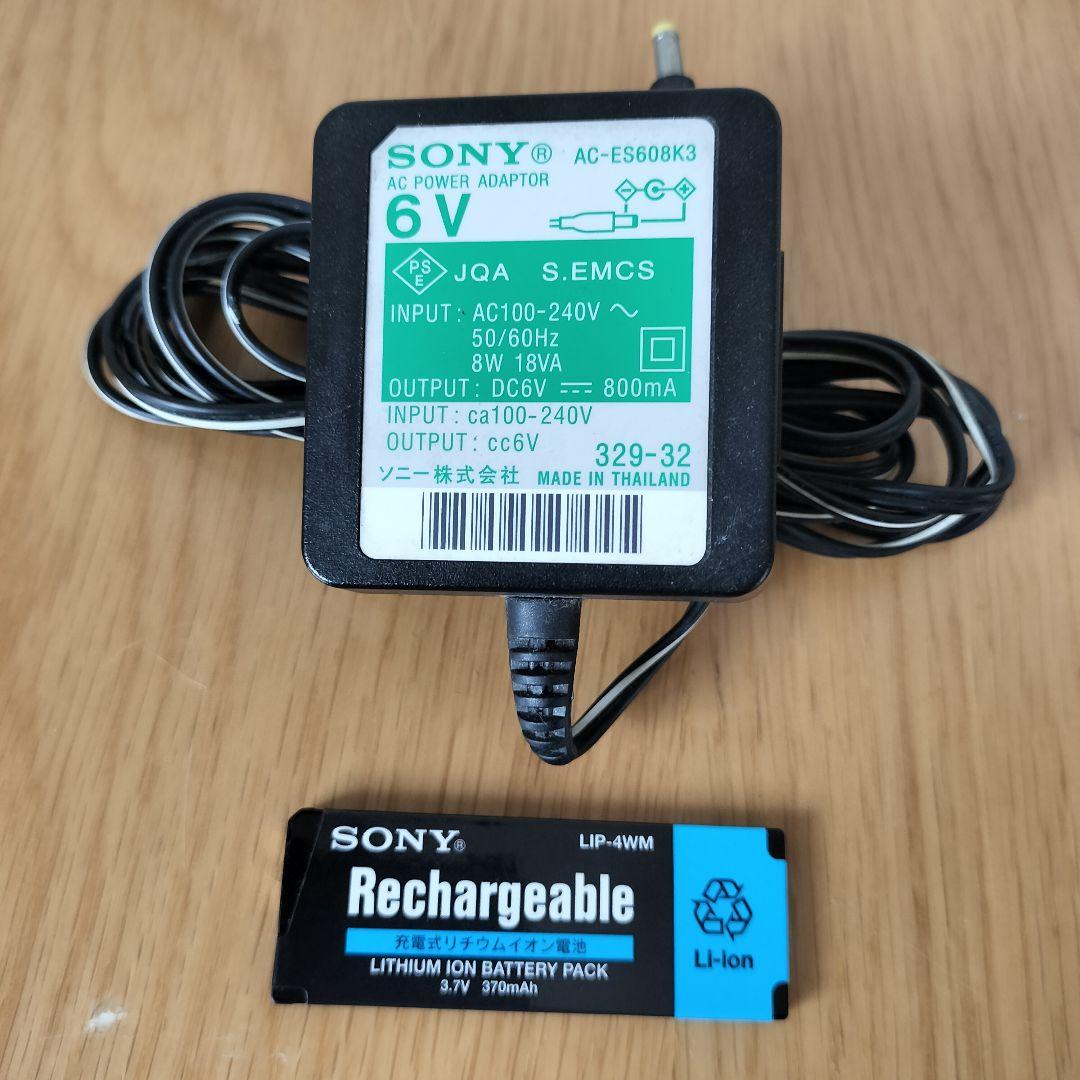 SONY® AC-ES608K3
AC POWER ADAPTOR
6V
PS
E
JQA S.EMCS
INPUT : AC100-240V ~
50/60Hz
8W 18VA
OUTPUT : DC6V ⎓ 800mA
INPUT : ca100-240V
OUTPUT : cc6V
329-32
ソニー株式会社 MADE IN THAILAND
SONY® LIP-4WM
Rechargeable
充電式リチウムイオン電池
LITHIUM ION BATTERY PACK
3.7V 370mAh
Li-ion